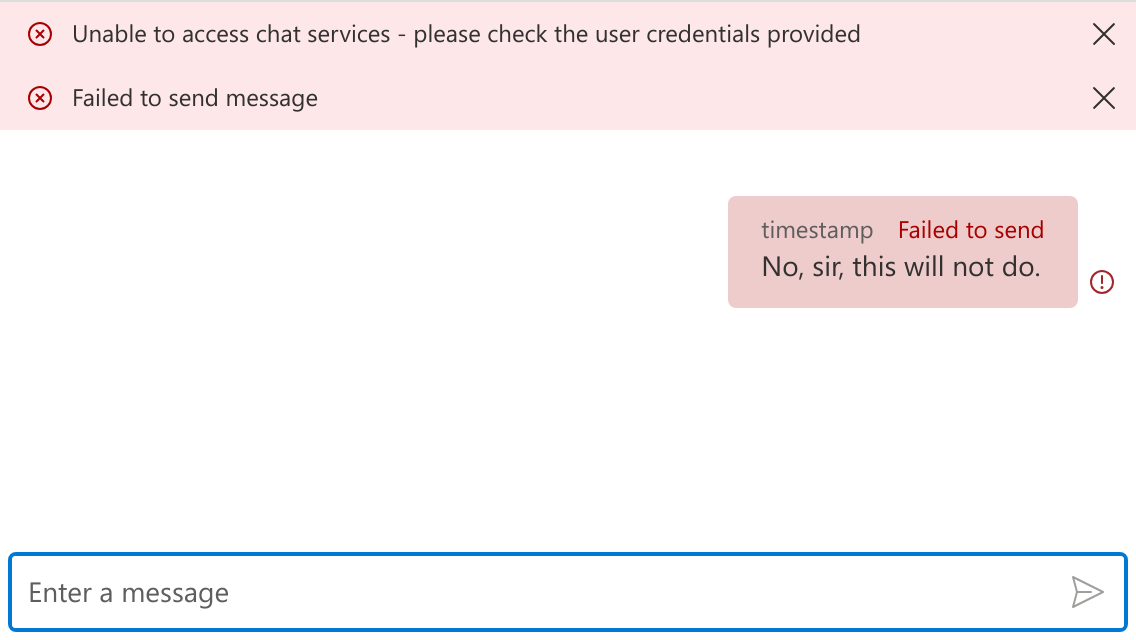 Unable to access chat services - please check the user credentials provided
Failed to send message
timestamp Failed to send
No, sir, this will not do.
Enter a message